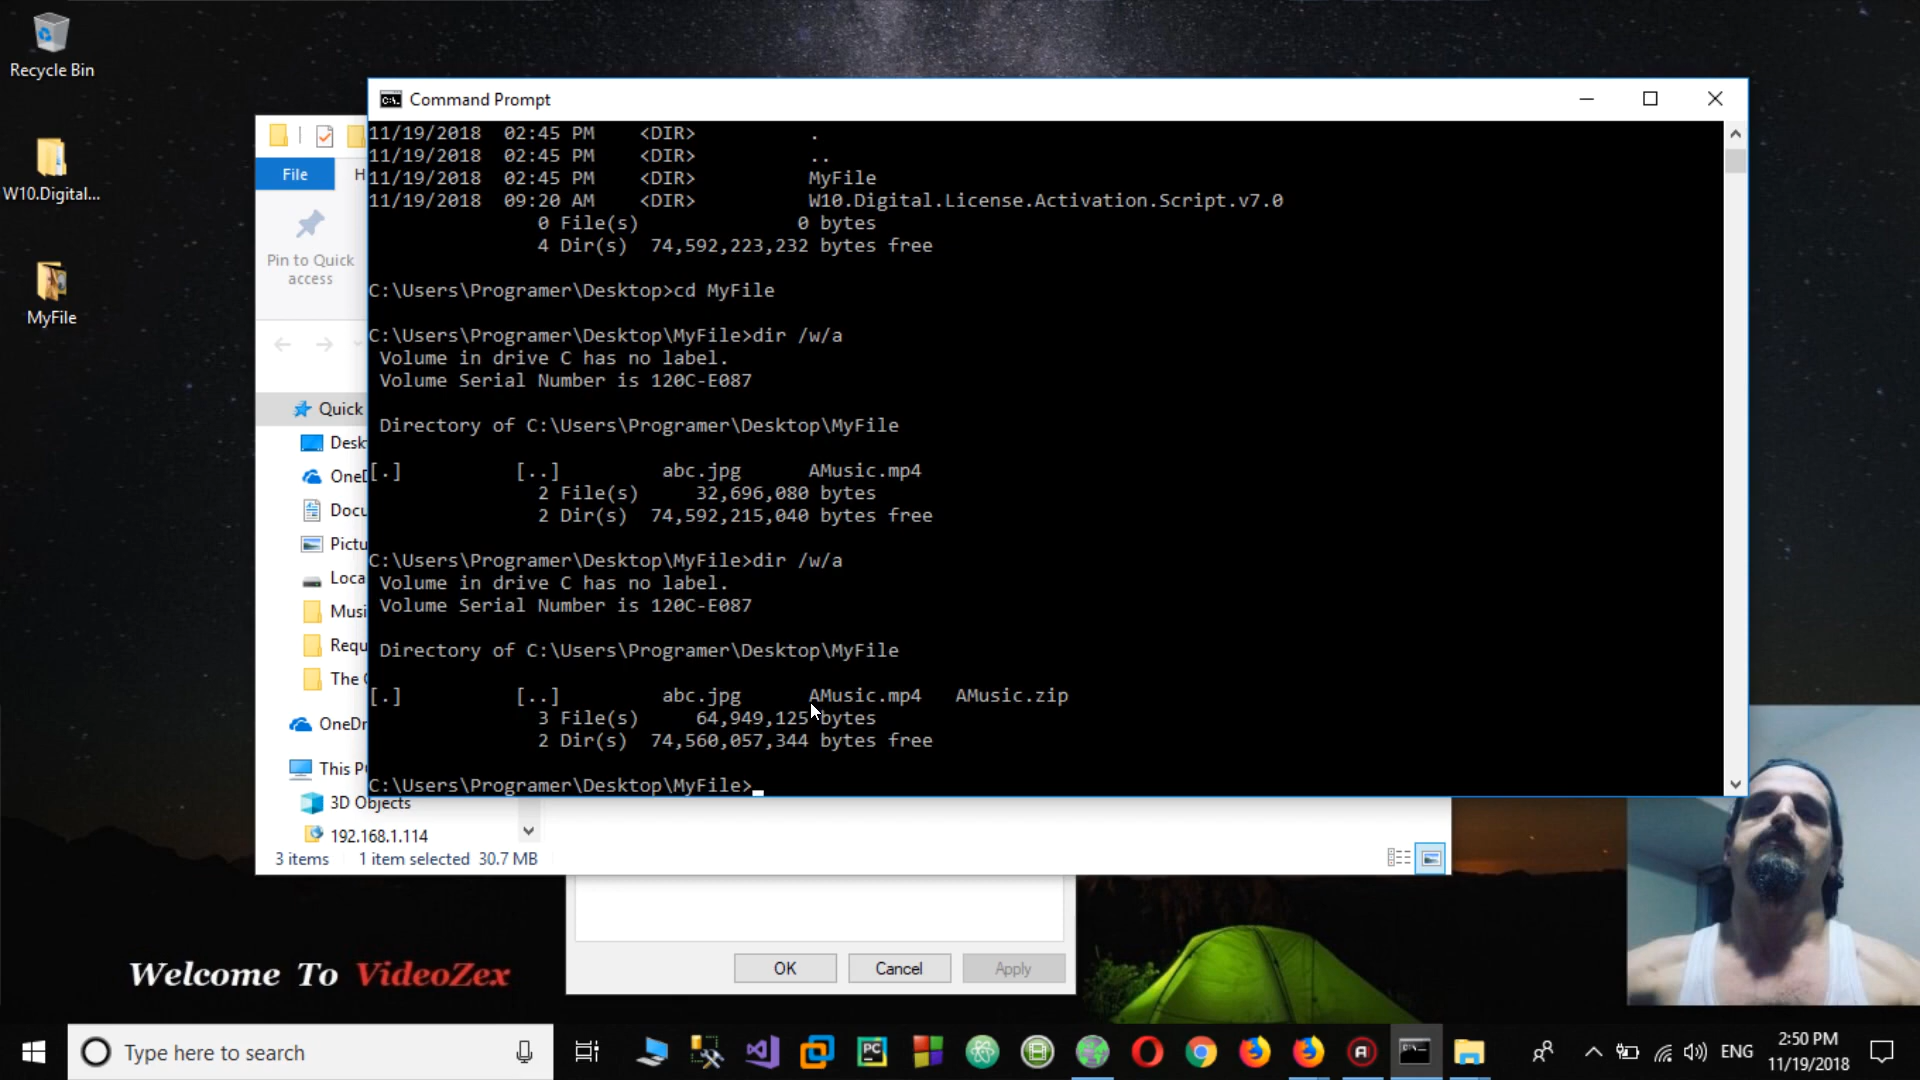 Recycle Bin
W10.Digital...
MyFile
File
H
Pin to Quick
access
Quick
Desk
OneD
Docu
Pictu
Loca
Musi
Requ
The
OneDr
This P
3D Objects
192.168.1.114
3 items 1 item selected 30.7 MB
Command Prompt
11/19/2018 02:45 PM <DIR> .
11/19/2018 02:45 PM <DIR> ..
11/19/2018 02:45 PM <DIR> MyFile
11/19/2018 09:20 AM <DIR> W10.Digital.License.Activation.Script.v7.0
0 File(s) 0 bytes
4 Dir(s) 74,592,223,232 bytes free
C:\Users\Programer\Desktop>cd MyFile
C:\Users\Programer\Desktop\MyFile>dir /w/a
Volume in drive C has no label.
Volume Serial Number is 120C-E087
Directory of C:\Users\Programer\Desktop\MyFile
[.] [..] abc.jpg AMusic.mp4
2 File(s) 32,696,080 bytes
2 Dir(s) 74,592,215,040 bytes free
C:\Users\Programer\Desktop\MyFile>dir /w/a
Volume in drive C has no label.
Volume Serial Number is 120C-E087
Directory of C:\Users\Programer\Desktop\MyFile
[.] [..] abc.jpg AMusic.mp4 AMusic.zip
3 File(s) 64,949,125 bytes
2 Dir(s) 74,560,057,344 bytes free
C:\Users\Programer\Desktop\MyFile>
OK Cancel Apply
Welcome To VideoZex
Type here to search
PC
ENG
2:50 PM
11/19/2018